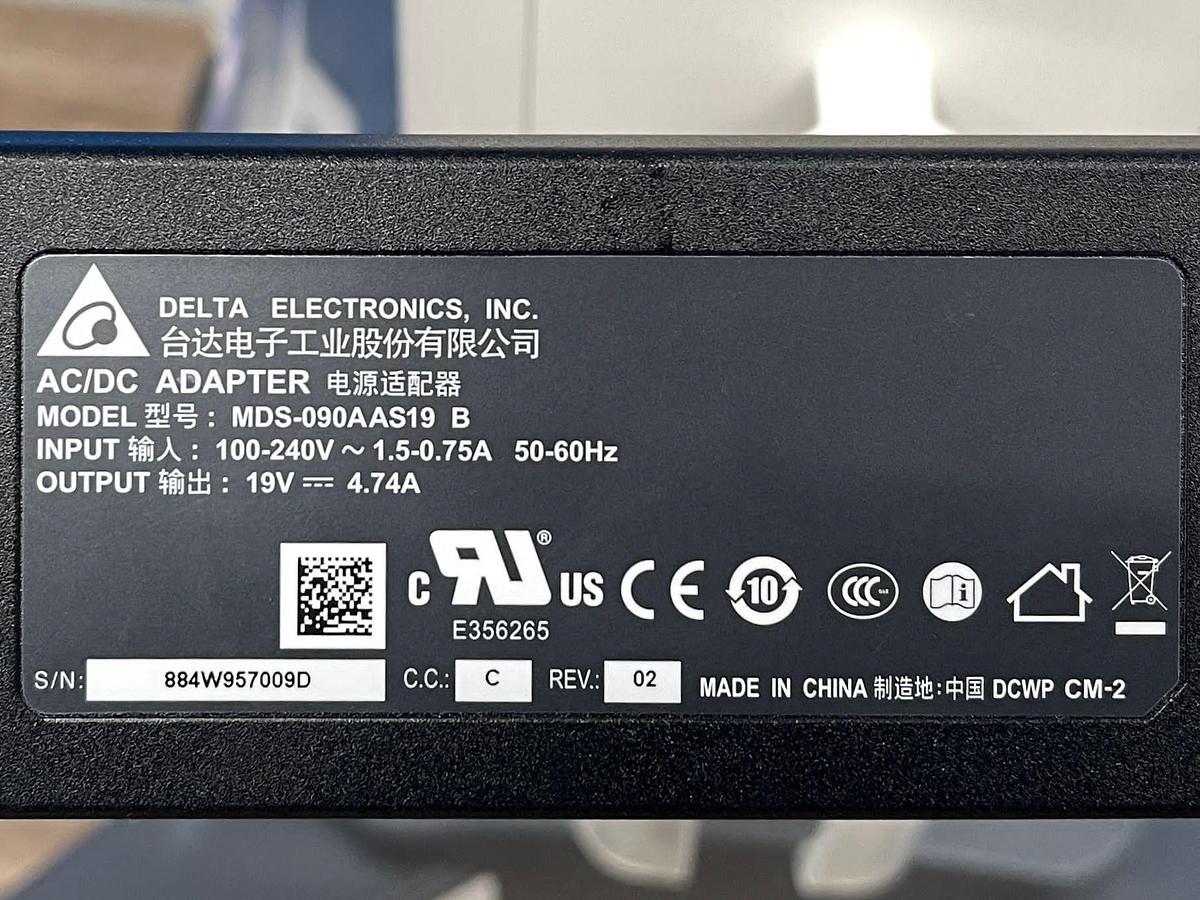 DELTA ELECTRONICS, INC.
台达电子工业股份有限公司
AC/DC ADAPTER 电源适配器
MODEL 型号: MDS-090AAS19 B
INPUT 输入: 100-240V ～ 1.5-0.75A 50-60Hz
OUTPUT 输出: 19V ⎓ 4.74A
c RU® US
E356265
CE
10
CCC
i
S/N: 884W957009D
C.C.: C
REV.: 02
MADE IN CHINA 制造地:中国 DCWP CM-2